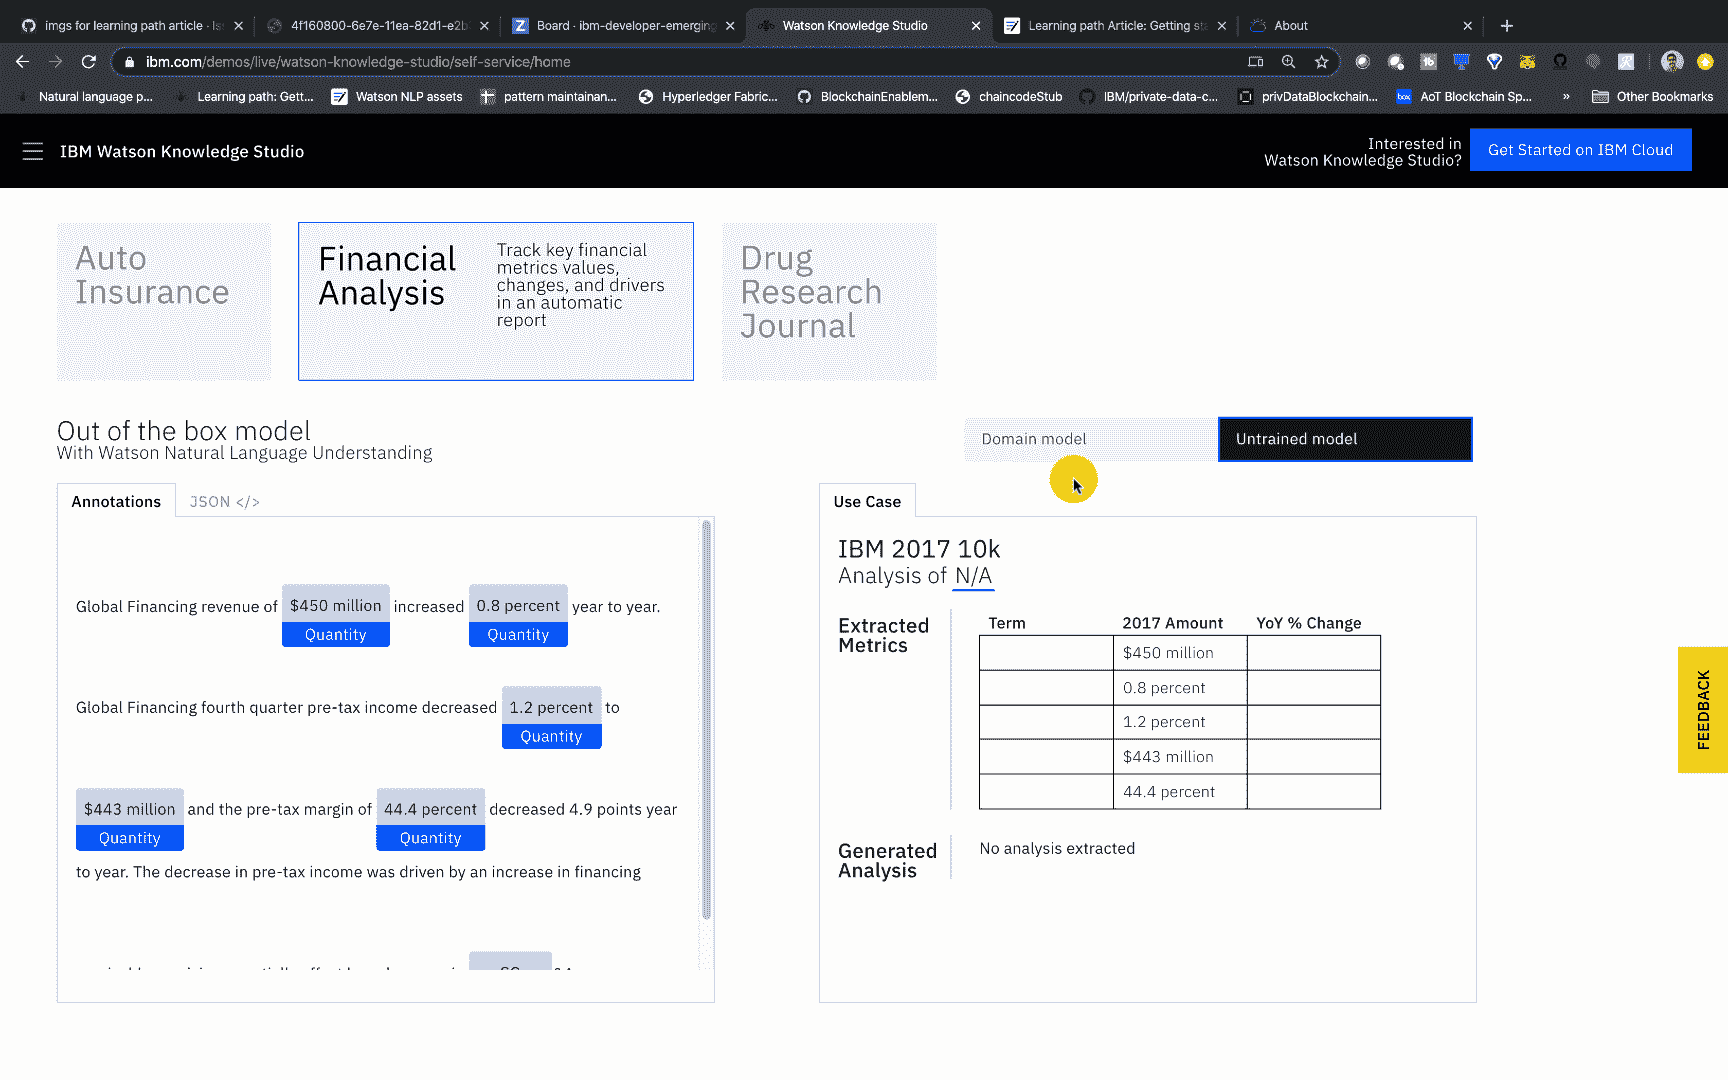 imgs for learning path article · Is
4f160800-6e7e-11ea-82d1-e2b
Board · ibm-developer-emerging
Watson Knowledge Studio
Learning path Article: Getting st
About
ibm.com/demos/live/watson-knowledge-studio/self-service/home
Natural language p...
Learning path: Gett...
Watson NLP assets
pattern maintainan...
Hyperledger Fabric...
BlockchainEnablem...
chaincodeStub
IBM/private-data-c...
privDataBlockchain...
box
AoT Blockchain Sp...
»
Other Bookmarks
IBM Watson Knowledge Studio
Interested in
Watson Knowledge Studio?
Get Started on IBM Cloud
Auto
Insurance
Financial
Analysis
Track key financial
metrics values,
changes, and drivers
in an automatic
report
Drug
Research
Journal
Out of the box model
With Watson Natural Language Understanding
Domain model
Untrained model
Annotations
JSON </>
Global Financing revenue of $450 million increased 0.8 percent year to year.
Quantity
Quantity
Global Financing fourth quarter pre-tax income decreased 1.2 percent to
Quantity
$443 million and the pre-tax margin of 44.4 percent decreased 4.9 points year
Quantity
Quantity
to year. The decrease in pre-tax income was driven by an increase in financing
Use Case
IBM 2017 10k
Analysis of N/A
Extracted
Metrics
Term 2017 Amount YoY % Change
$450 million
0.8 percent
1.2 percent
$443 million
44.4 percent
Generated
Analysis
No analysis extracted
FEEDBACK